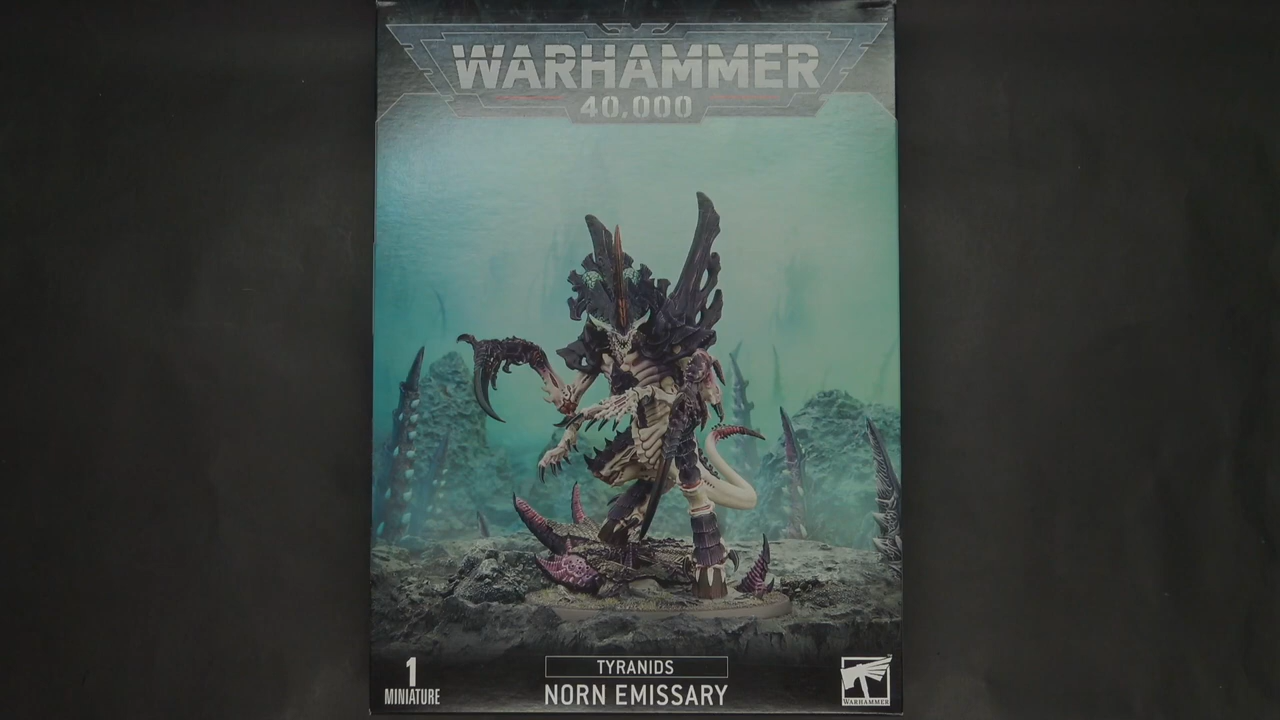 WARHAMMER
40,000
1
MINIATURE
TYRANIDS
NORN EMISSARY
WARHAMMER